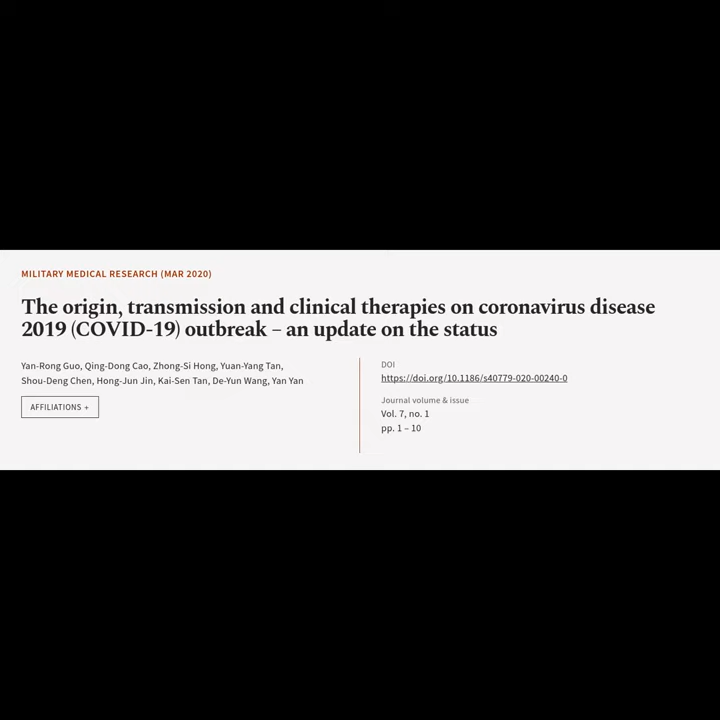 MILITARY MEDICAL RESEARCH (MAR 2020)
The origin, transmission and clinical therapies on coronavirus disease
2019 (COVID-19) outbreak – an update on the status
Yan-Rong Guo, Qing-Dong Cao, Zhong-Si Hong, Yuan-Yang Tan,
Shou-Deng Chen, Hong-Jun Jin, Kai-Sen Tan, De-Yun Wang, Yan Yan
AFFILIATIONS +
DOI
https://doi.org/10.1186/s40779-020-00240-0
Journal volume & issue
Vol. 7, no. 1
pp. 1 – 10